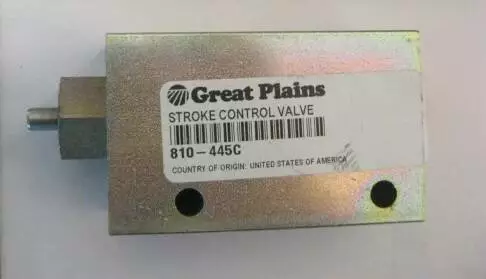 Great Plains
STROKE CONTROL VALVE
810-445C
COUNTRY OF ORIGIN: UNITED STATES OF AMERICA